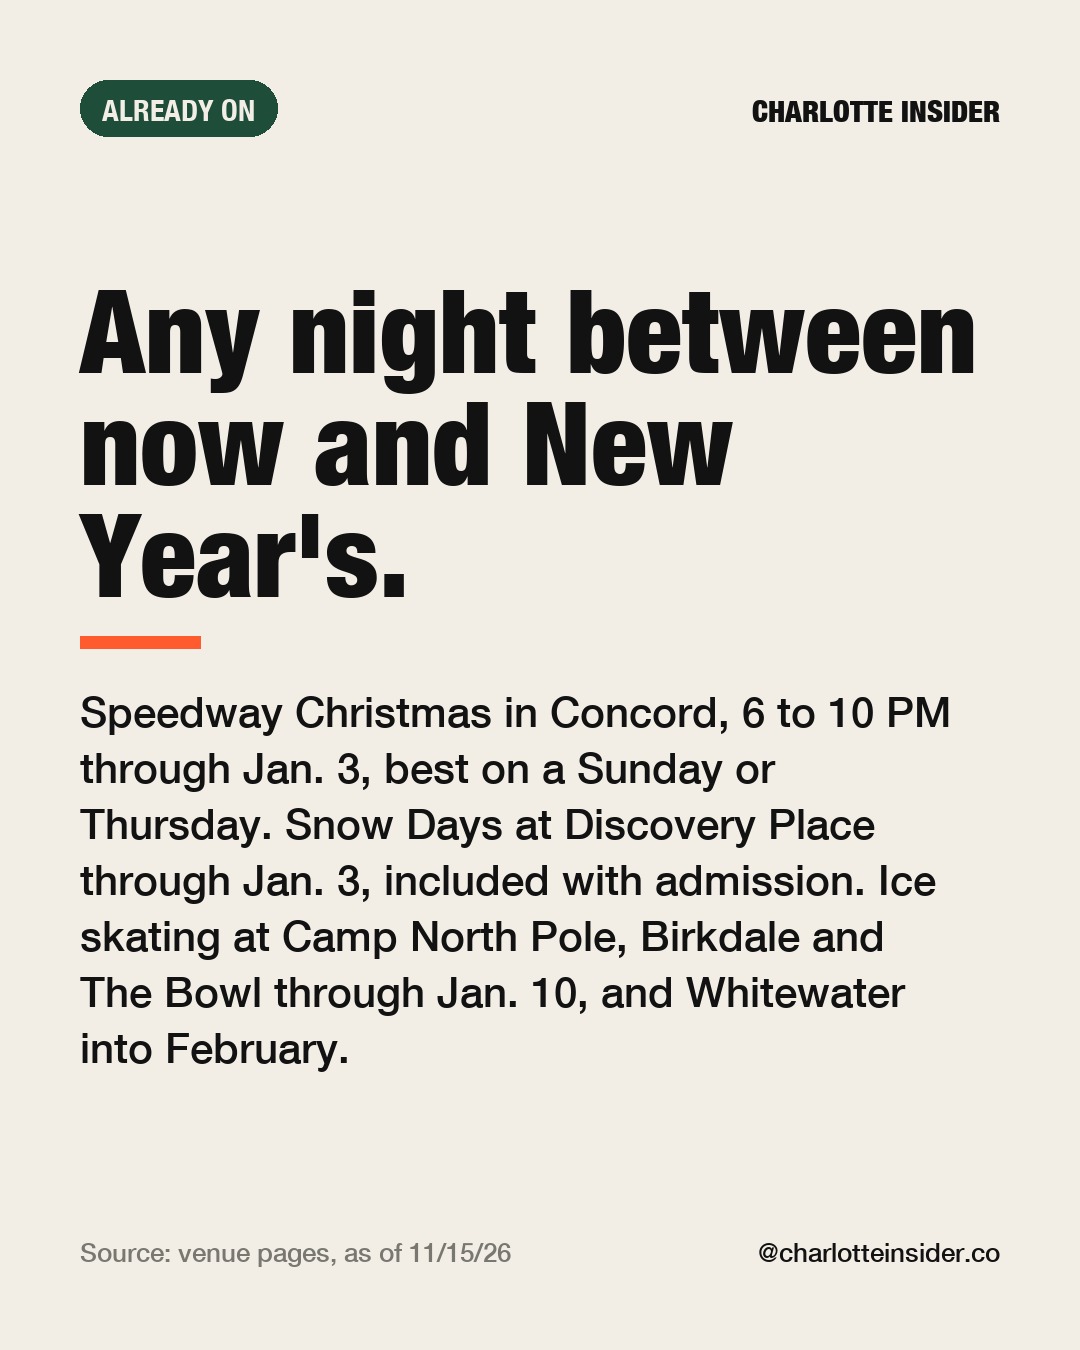 ALREADY ON
CHARLOTTE INSIDER
Any night between
now and New
Year's.
Speedway Christmas in Concord, 6 to 10 PM
through Jan. 3, best on a Sunday or
Thursday. Snow Days at Discovery Place
through Jan. 3, included with admission. Ice
skating at Camp North Pole, Birkdale and
The Bowl through Jan. 10, and Whitewater
into February.
Source: venue pages, as of 11/15/26
@charlotteinsider.co